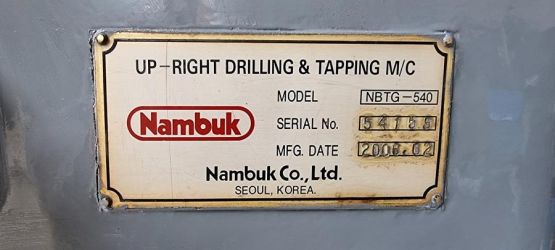 UP-RIGHT DRILLING & TAPPING M/C
MODEL NBTG-540
Nambuk
SERIAL No.
MFG. DATE 2006.02
Nambuk Co., Ltd.
SEOUL, KOREA.